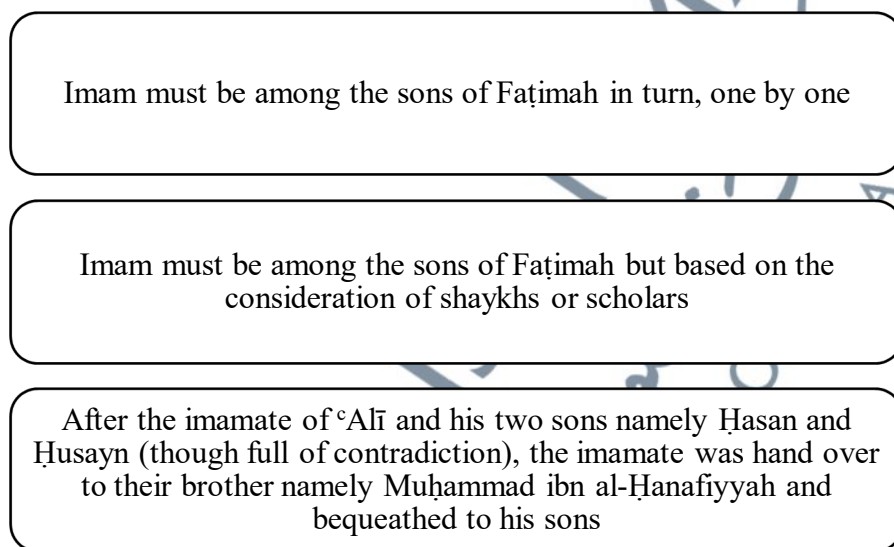 Imam must be among the sons of Faṭimah in turn, one by one
Imam must be among the sons of Faṭimah but based on the
consideration of shaykhs or scholars
After the imamate of ᶜAlī and his two sons namely Ḥasan and
Ḥusayn (though full of contradiction), the imamate was hand over
to their brother namely Muḥammad ibn al-Ḥanafiyyah and
bequeathed to his sons